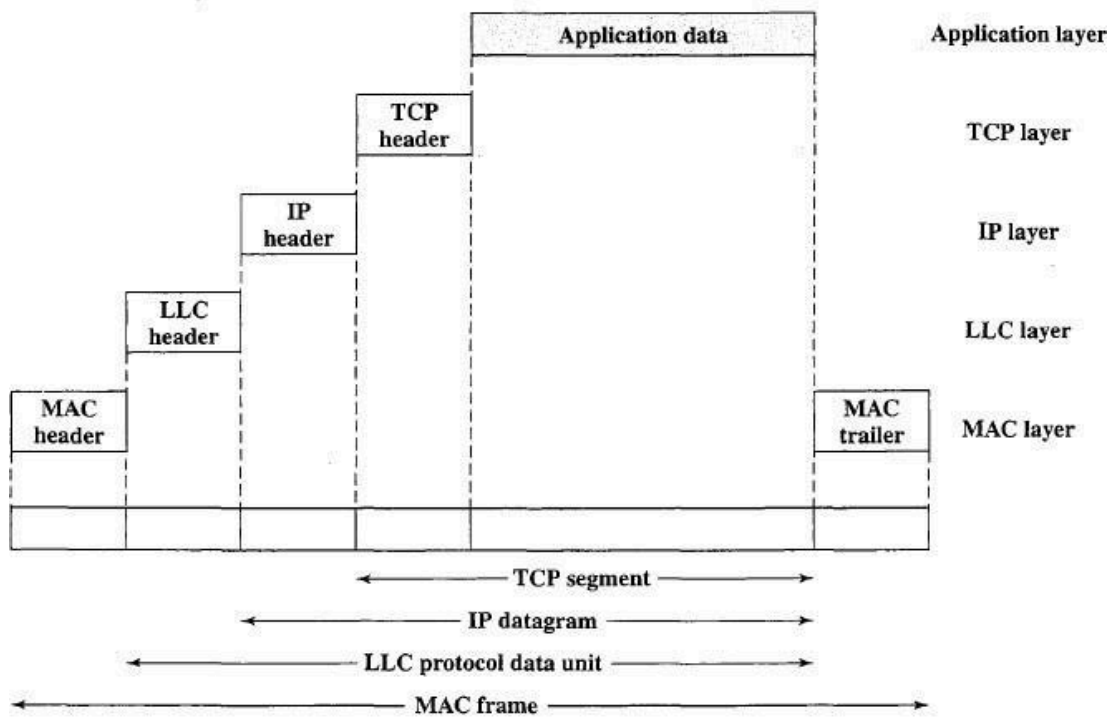 Application data
Application layer
TCP
header
TCP layer
IP
header
IP layer
LLC
header
LLC layer
MAC
header
MAC
trailer
MAC layer
TCP segment
IP datagram
LLC protocol data unit
MAC frame